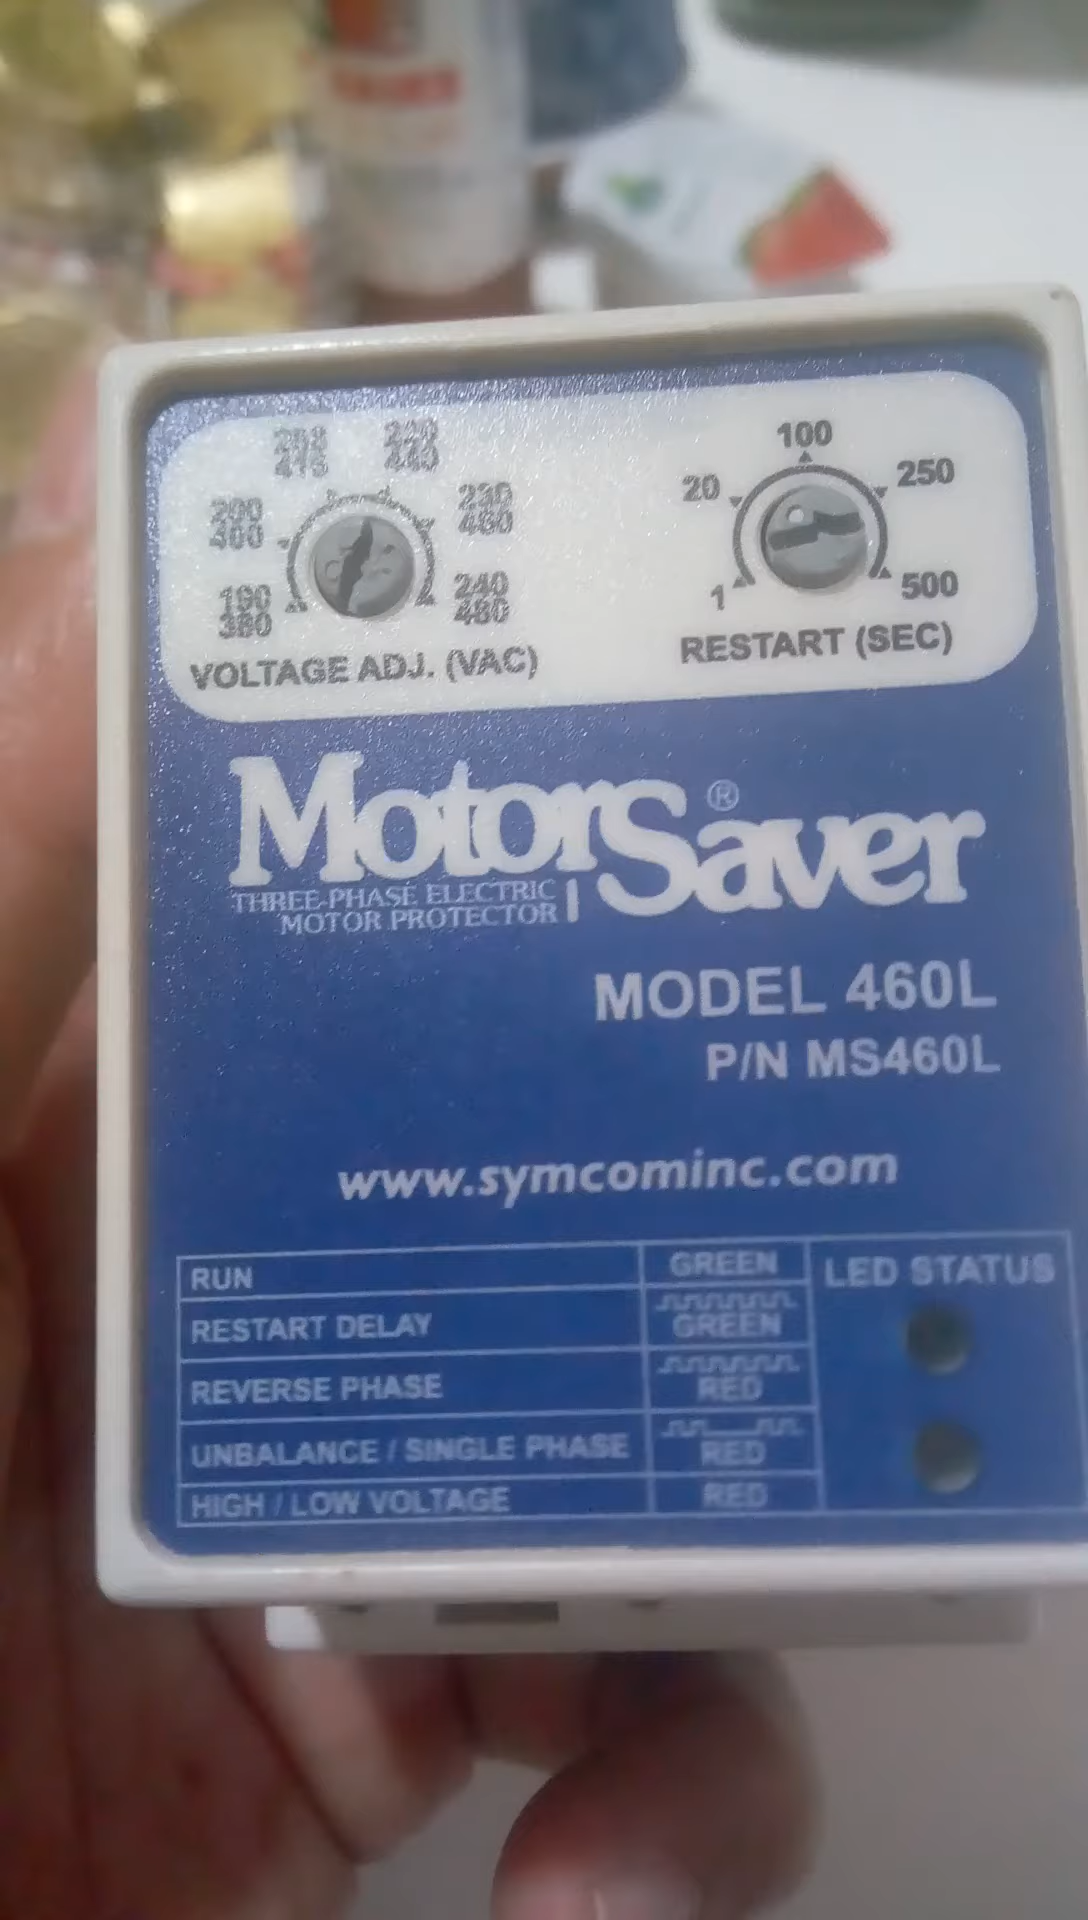 220
440
100
200
400
230
460
20
250
190
380
240
480
1
500
VOLTAGE ADJ. (VAC)
RESTART (SEC)
MotorSaver®
THREE-PHASE ELECTRIC
MOTOR PROTECTOR
MODEL 460L
P/N MS460L
www.symcominc.com
RUN GREEN LED STATUS
RESTART DELAY GREEN
REVERSE PHASE RED
UNBALANCE / SINGLE PHASE RED
HIGH / LOW VOLTAGE RED